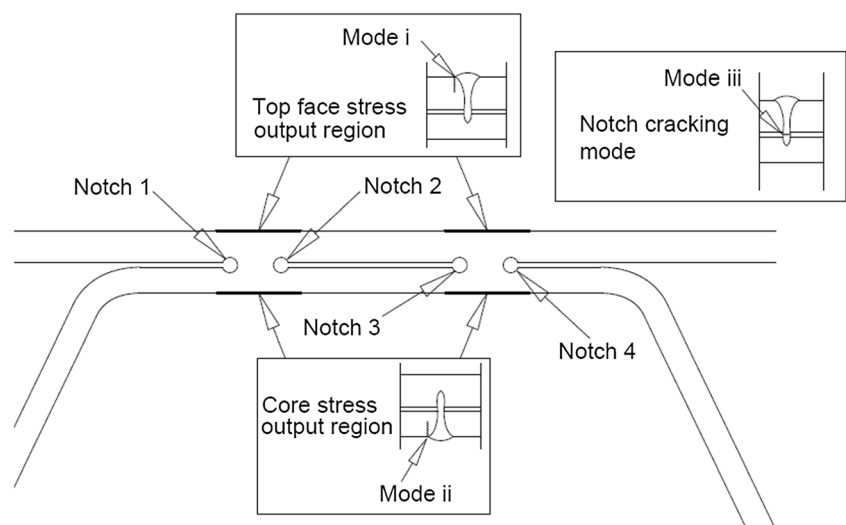 Mode i
Top face stress
output region
Mode iii
Notch cracking
mode
Notch 1
Notch 2
Notch 3
Notch 4
Core stress
output region
Mode ii